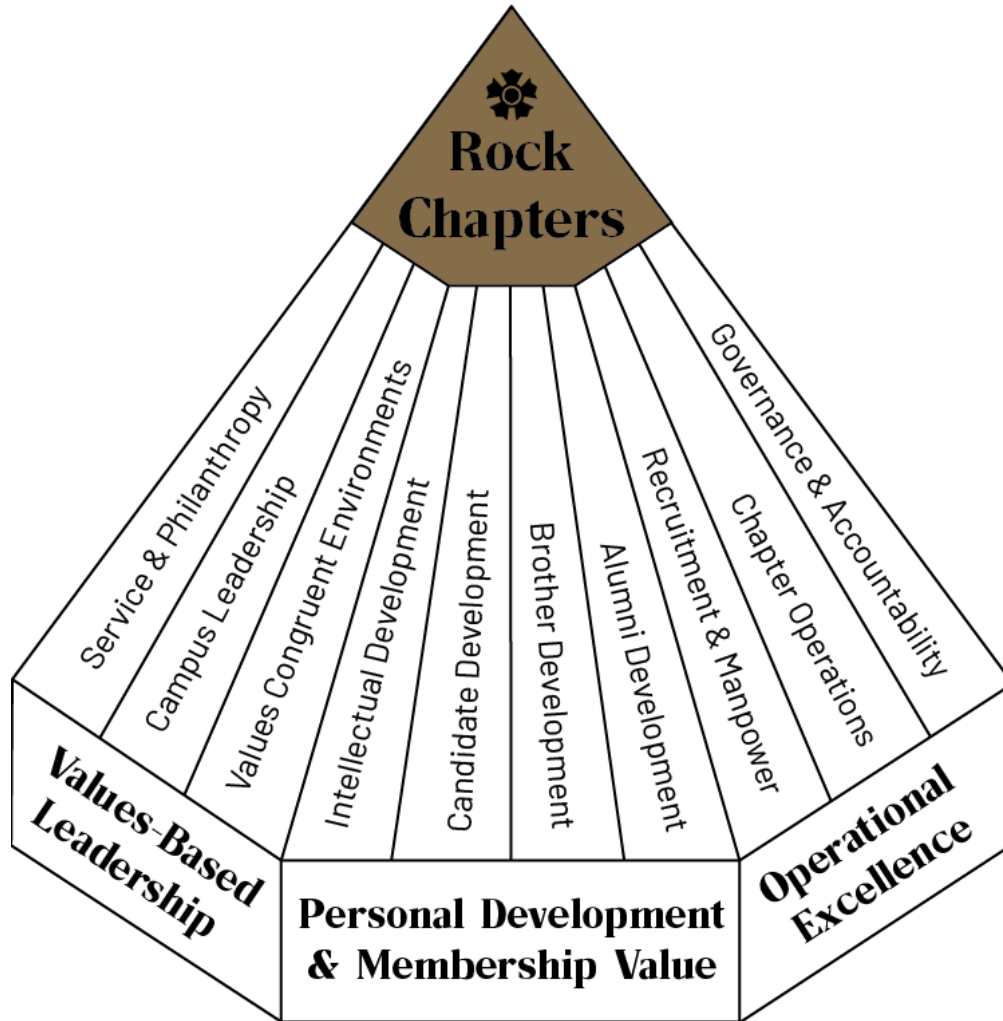 Rock
Chapters
Service & Philanthropy
Campus Leadership
Values Congruent Environments
Intellectual Development
Candidate Development
Brother Development
Alumni Development
Recruitment & Manpower
Chapter Operations
Governance & Accountability
Values-Based
Leadership
Personal Development
& Membership Value
Operational
Excellence